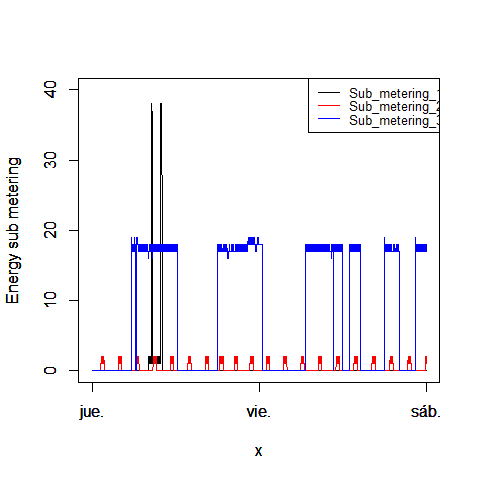 Sub_metering_1
Sub_metering_2
Sub_metering_3
Energy sub metering
40
30
20
10
0
jue.
vie.
sáb.
x